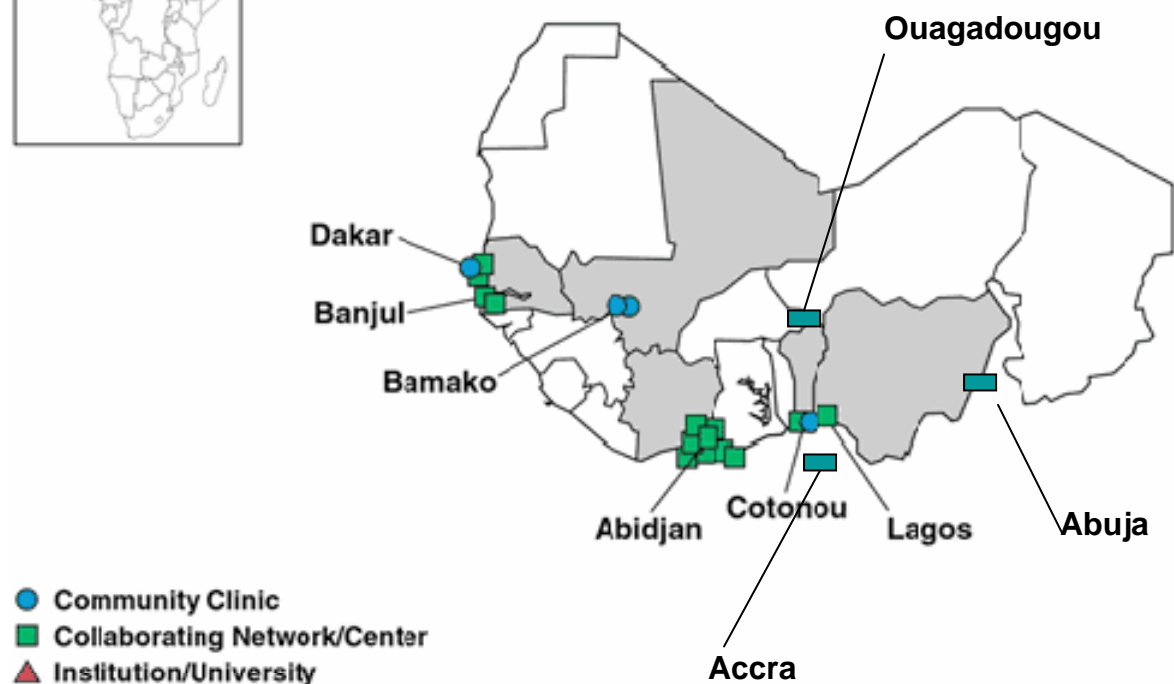 Ouagadougou
Dakar
Banjul
Bamako
Cotonou
Abidjan
Lagos
Abuja
Community Clinic
Collaborating Network/Center
Institution/University
Accra